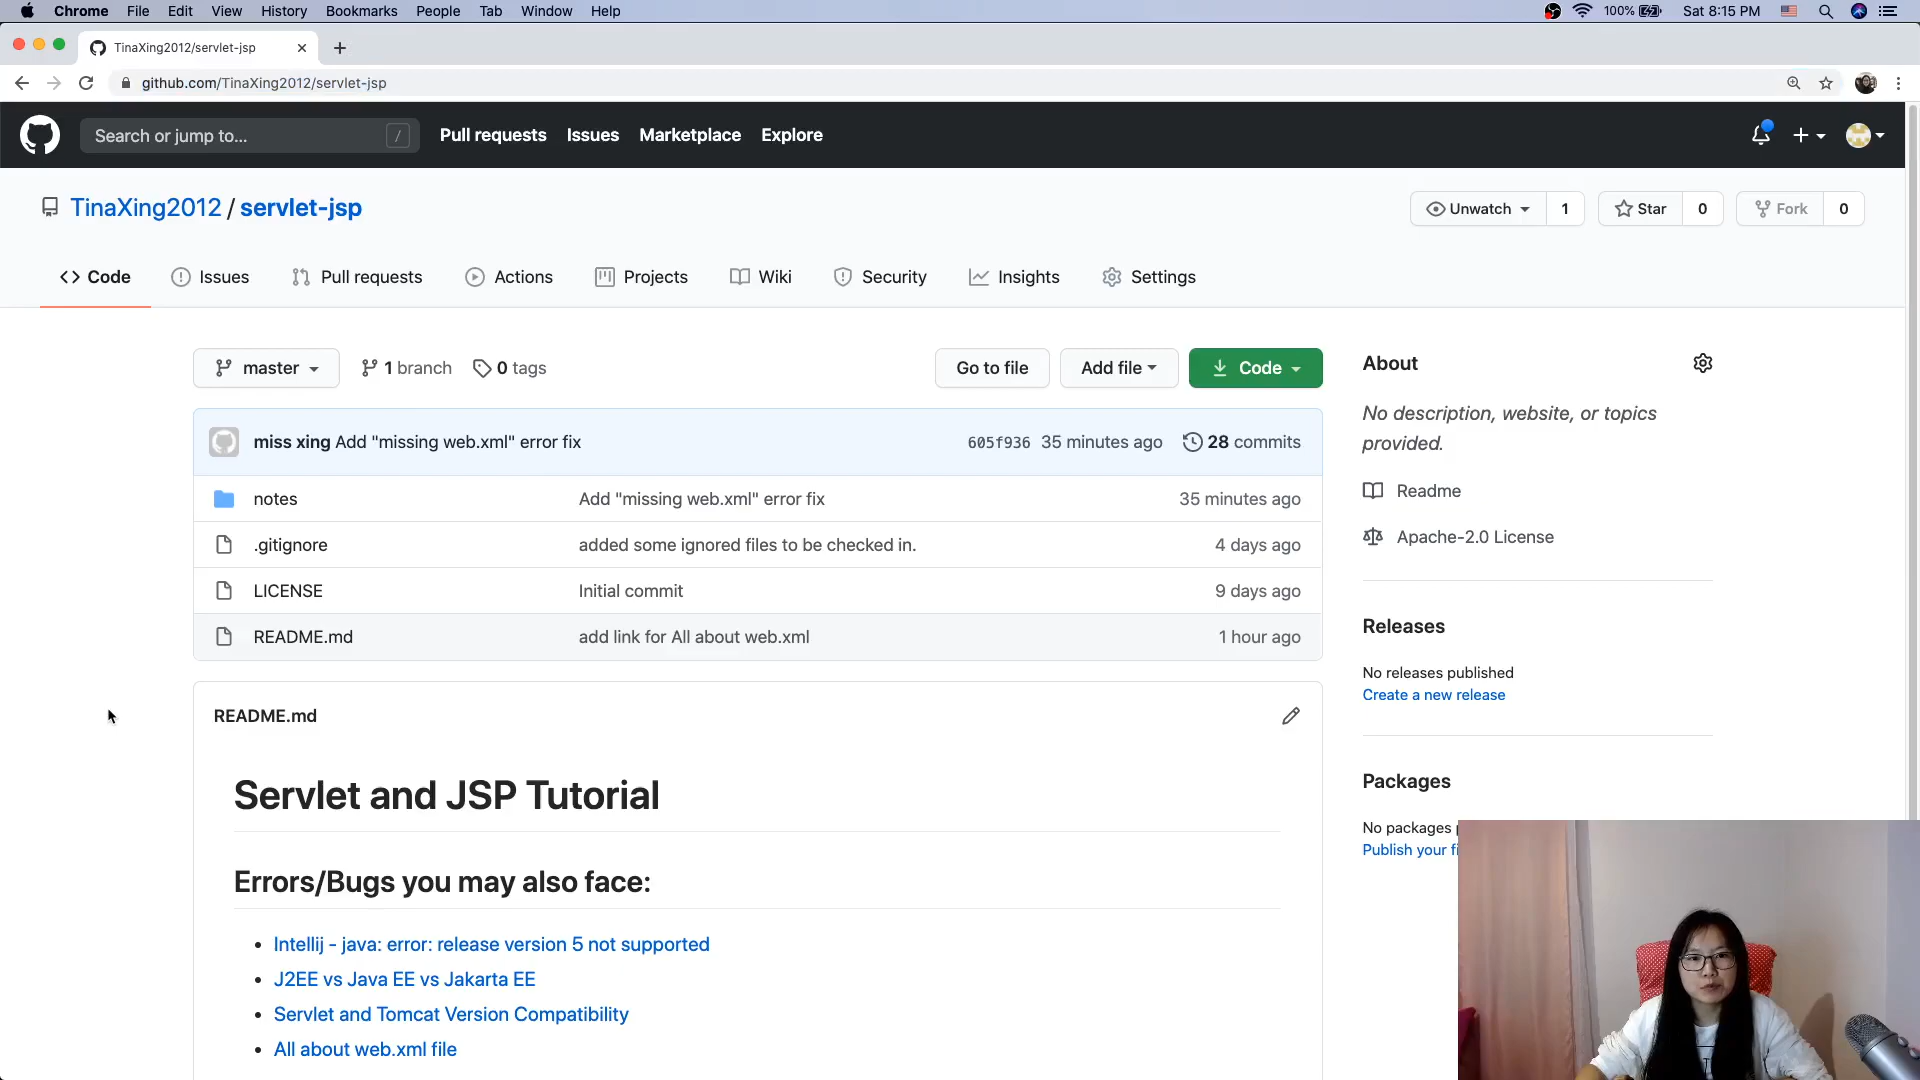 Chrome File Edit View History Bookmarks People Tab Window Help 100% Sat 8:15 PM
TinaXing2012/servlet-jsp
github.com/TinaXing2012/servlet-jsp
Search or jump to... / Pull requests Issues Marketplace Explore
TinaXing2012 / servlet-jsp Unwatch 1 Star 0 Fork 0
Code Issues Pull requests Actions Projects Wiki Security Insights Settings
master 1 branch 0 tags Go to file Add file Code
miss xing Add "missing web.xml" error fix 605f936 35 minutes ago 28 commits
notes Add "missing web.xml" error fix 35 minutes ago
.gitignore added some ignored files to be checked in. 4 days ago
LICENSE Initial commit 9 days ago
README.md add link for All about web.xml 1 hour ago
README.md
Servlet and JSP Tutorial
Errors/Bugs you may also face:
Intellij - java: error: release version 5 not supported
J2EE vs Java EE vs Jakarta EE
Servlet and Tomcat Version Compatibility
All about web.xml file
About
No description, website, or topics
provided.
Readme
Apache-2.0 License
Releases
No releases published
Create a new release
Packages
No packages
Publish your